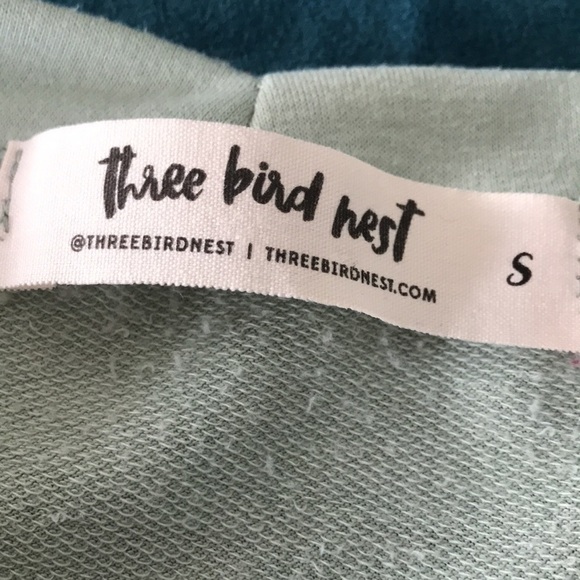 three bird nest
@THREEBIRDNEST | THREEBIRDNEST.COM
S